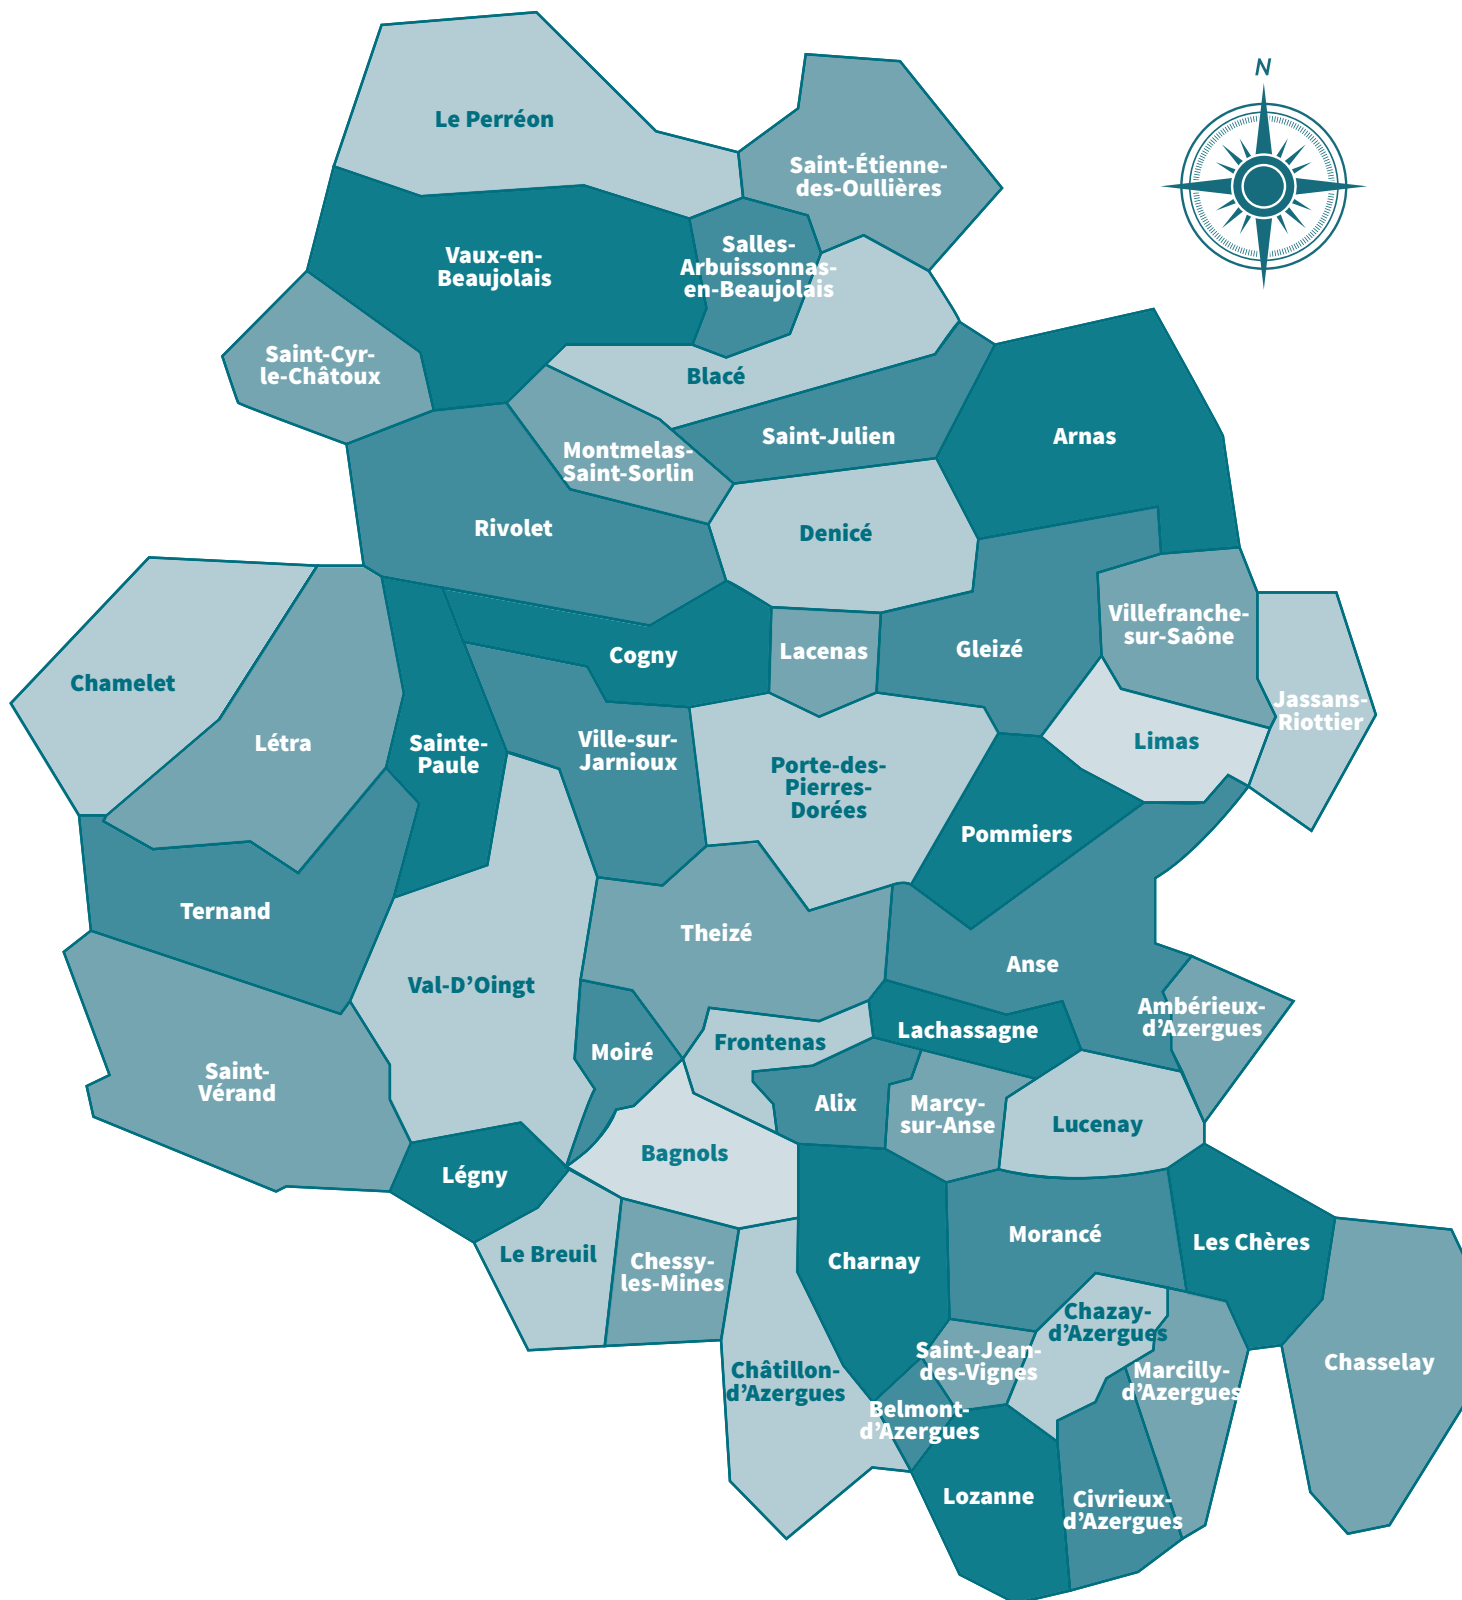 N
Le Perréon
Saint-Étienne-
des-Oullières
Vaux-en-
Beaujolais
Salles-
Arbuissonnas-
en-Beaujolais
Saint-Cyr-
le-Châtoux
Blacé
Saint-Julien
Arnas
Montmelas-
Saint-Sorlin
Rivolet
Denicé
Villefranche-
sur-Saône
Cogny
Lacenas
Gleizé
Chamelet
Jassans-
Riottier
Létra
Sainte-
Paule
Ville-sur-
Jarnioux
Limas
Porte-des-
Pierres-
Dorées
Pommiers
Ternand
Theizé
Anse
Val-D’Oingt
Ambérieux-
d’Azergues
Lachassagne
Frontenas
Moiré
Saint-
Vérand
Alix
Marcy-
sur-Anse
Lucenay
Bagnols
Légny
Morancé
Les Chères
Le Breuil
Chessy-
les-Mines
Charnay
Chazay-
d’Azergues
Saint-Jean-
des-Vignes
Chasselay
Châtillon-
d’Azergues
Marcilly-
d’Azergues
Belmont-
d’Azergues
Lozanne
Civrieux-
d’Azergues